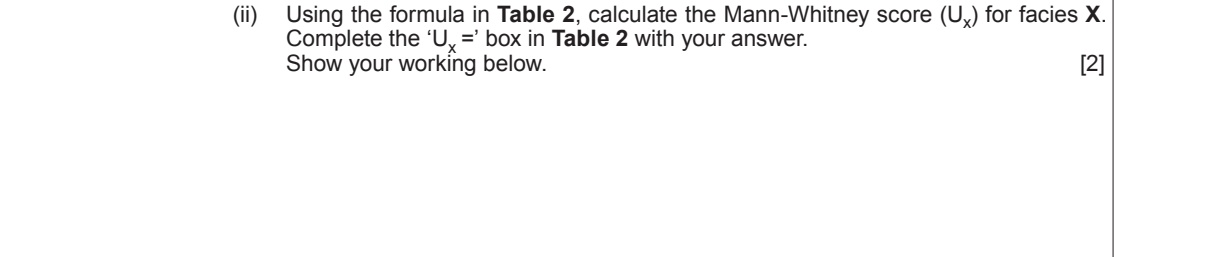 (ii) Using the formula in Table 2, calculate the Mann-Whitney score (Ux) for facies X.
Complete the ‘Ux =’ box in Table 2 with your answer.
Show your working below. [2]